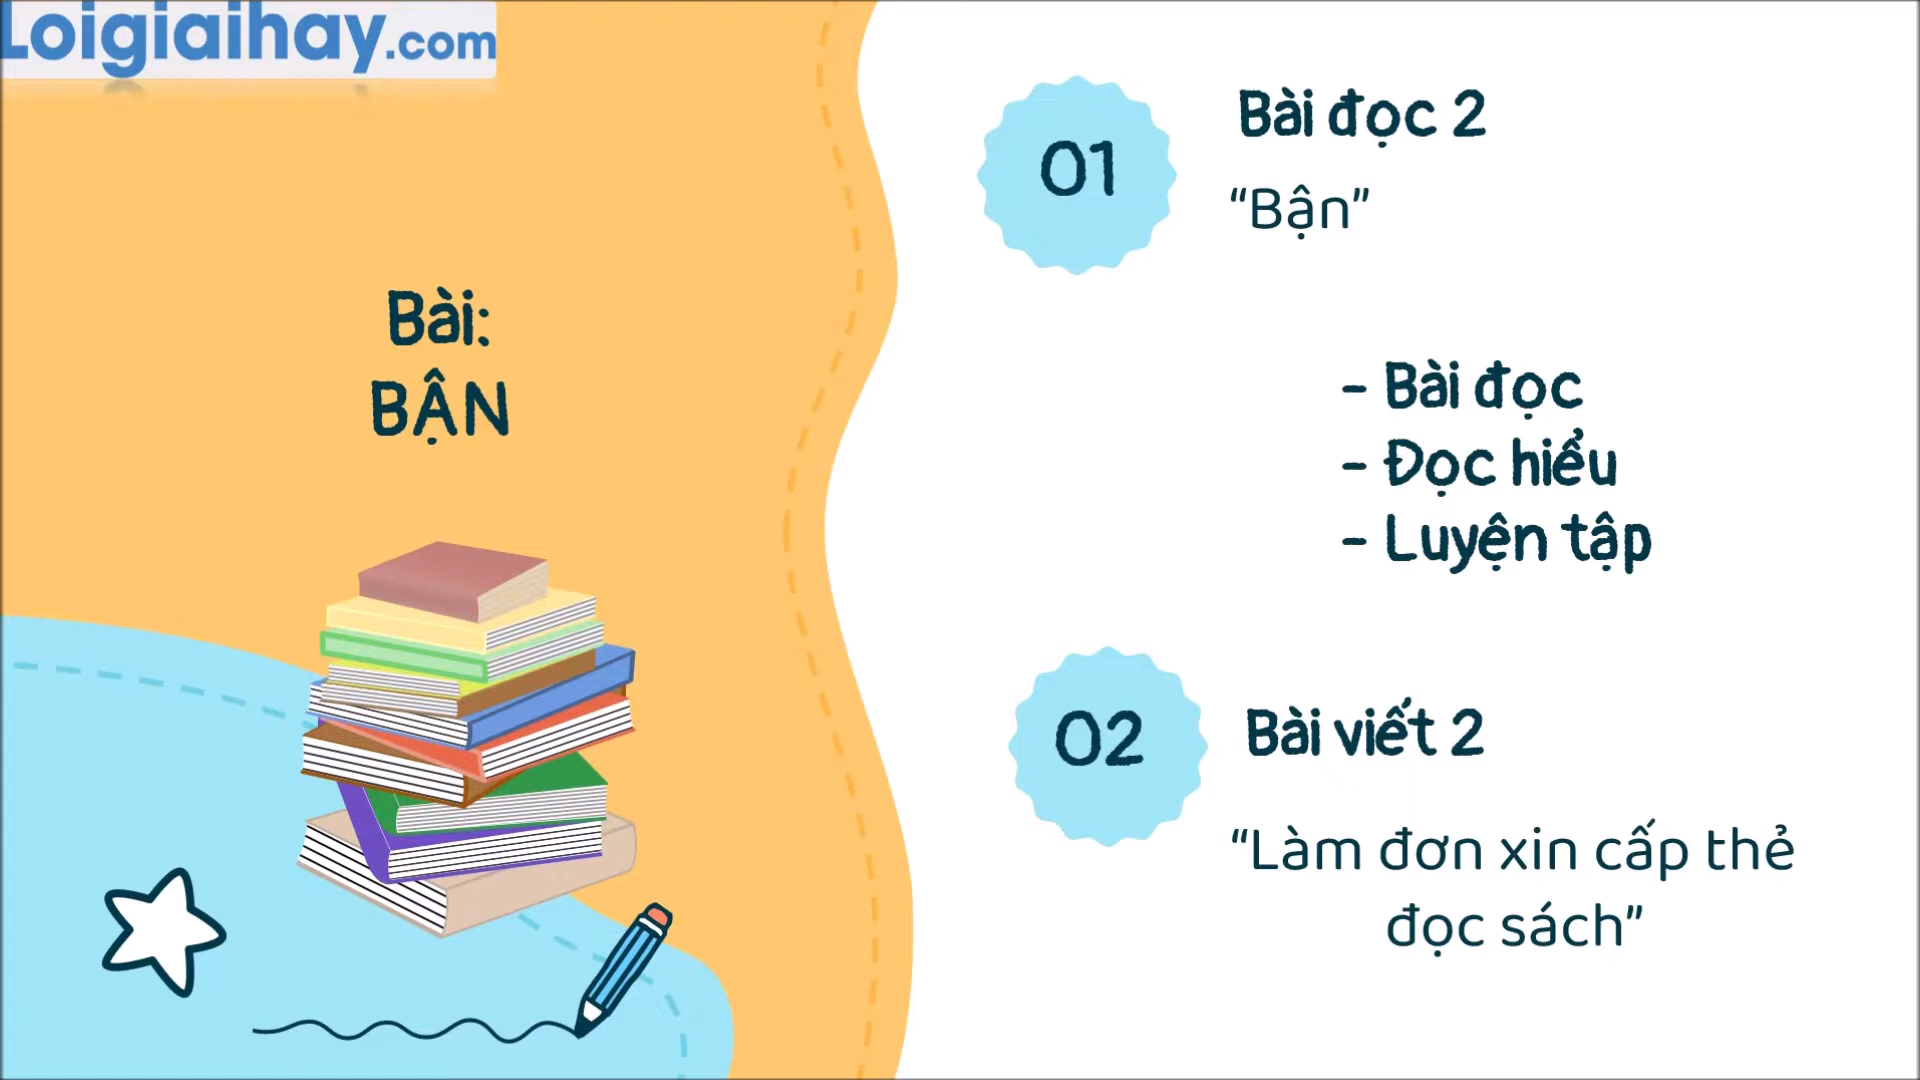 Loigiaihay.com
Bài:
BẬN
01
Bài đọc 2
“Bận”
- Bài đọc
- Đọc hiểu
- Luyện tập
02
Bài viết 2
“Làm đơn xin cấp thẻ
đọc sách”